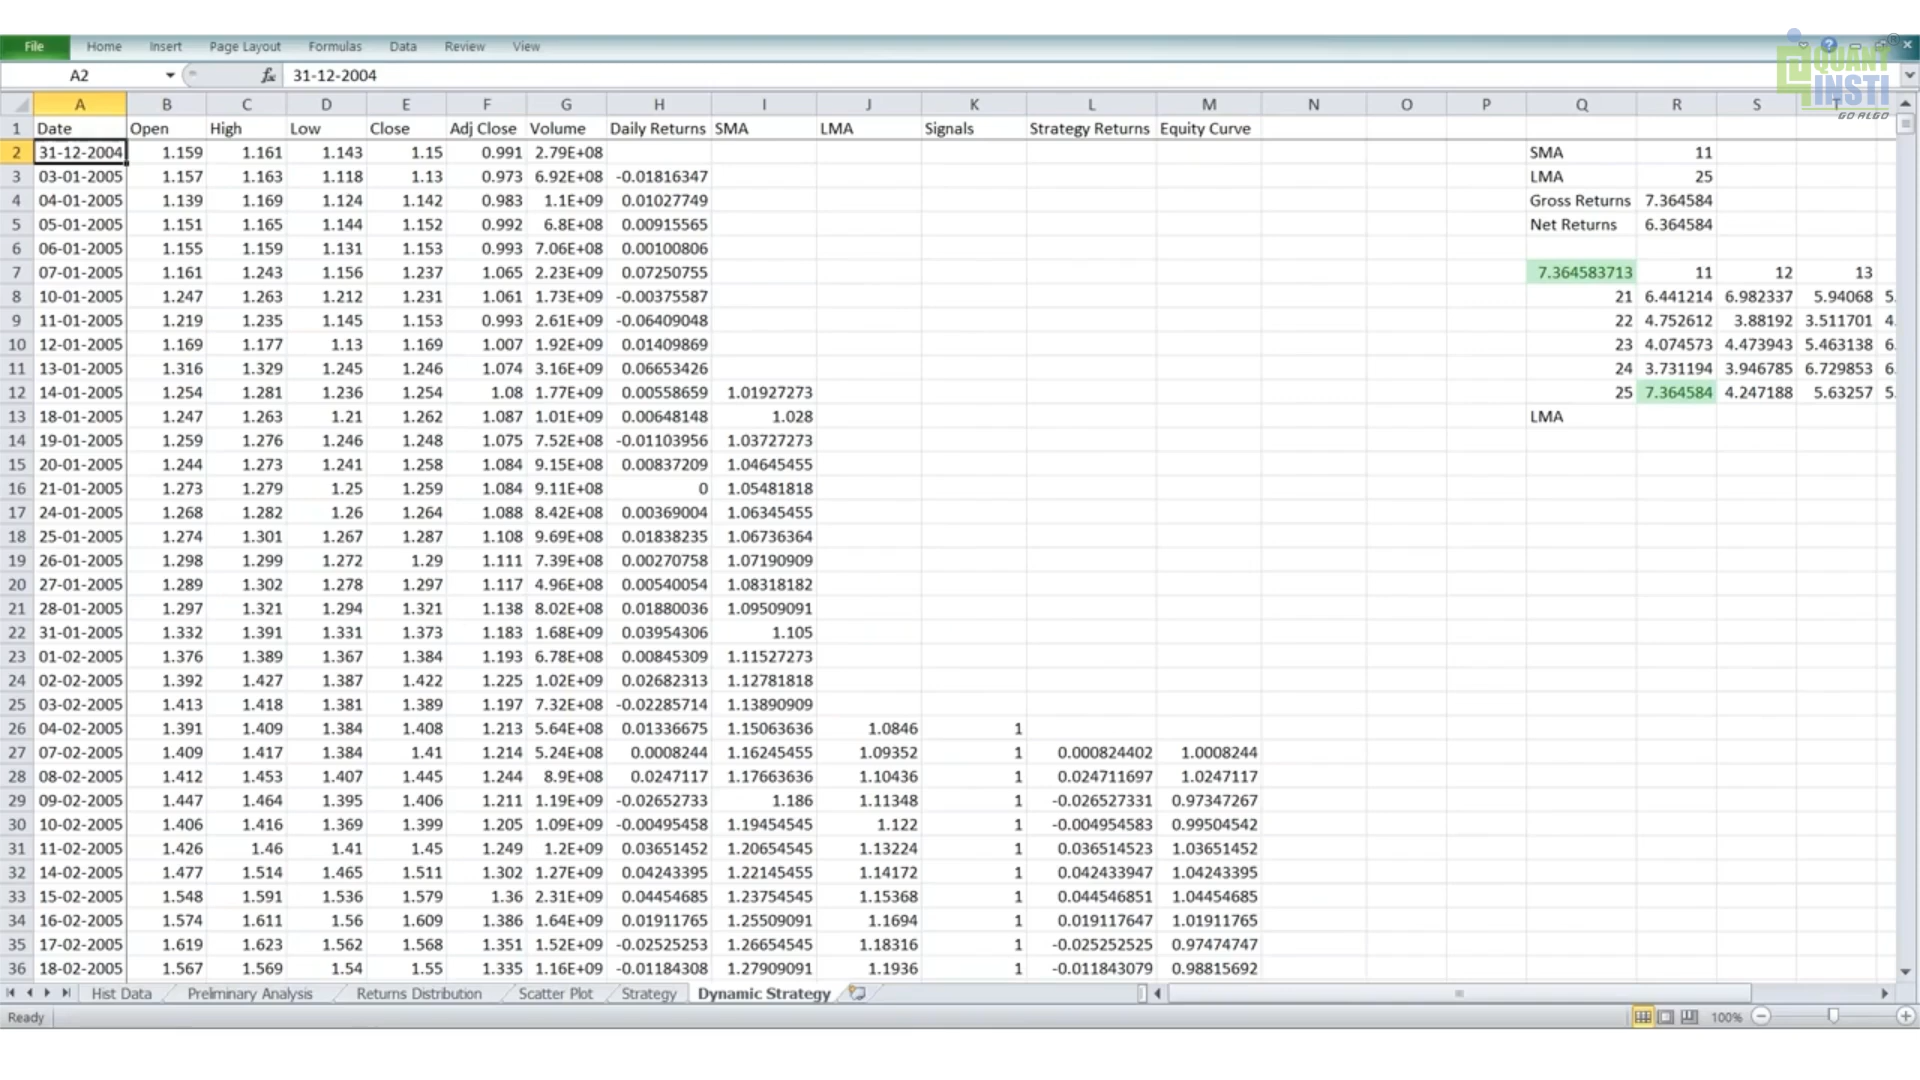 File Home Insert Page Layout Formulas Data Review View
QUANT
INSTI
GO ALGO
A2 fx 31-12-2004
A B C D E F G H I J K L M N O P Q R S T
1 Date Open High Low Close Adj Close Volume Daily Returns SMA LMA Signals Strategy Returns Equity Curve
2 31-12-2004 1.159 1.161 1.143 1.15 0.991 2.79E+08 SMA 11
3 03-01-2005 1.157 1.163 1.118 1.13 0.973 6.92E+08 -0.01816347 LMA 25
4 04-01-2005 1.139 1.169 1.124 1.142 0.983 1.1E+09 0.01027749 Gross Returns 7.364584
5 05-01-2005 1.151 1.165 1.144 1.152 0.992 6.8E+08 0.00915565 Net Returns 6.364584
6 06-01-2005 1.155 1.159 1.131 1.153 0.993 7.06E+08 0.00100806
7 07-01-2005 1.161 1.243 1.156 1.237 1.065 2.23E+09 0.07250755 7.364583713 11 12 13
8 10-01-2005 1.247 1.263 1.212 1.231 1.061 1.73E+09 -0.00375587 21 6.441214 6.982337 5.94068 5.
9 11-01-2005 1.219 1.235 1.145 1.153 0.993 2.61E+09 -0.06409048 22 4.752612 3.88192 3.511701 4.
10 12-01-2005 1.169 1.177 1.13 1.169 1.007 1.92E+09 0.01409869 23 4.074573 4.473943 5.463138 6.
11 13-01-2005 1.316 1.329 1.245 1.246 1.074 3.16E+09 0.06653426 24 3.731194 3.946785 6.729853 6.
12 14-01-2005 1.254 1.281 1.236 1.254 1.08 1.77E+09 0.00558659 1.01927273 25 7.364584 4.247188 5.63257 5.
13 18-01-2005 1.247 1.263 1.21 1.262 1.087 1.01E+09 0.00648148 1.028 LMA
14 19-01-2005 1.259 1.276 1.246 1.248 1.075 7.52E+08 -0.01103956 1.03727273
15 20-01-2005 1.244 1.273 1.241 1.258 1.084 9.15E+08 0.00837209 1.04645455
16 21-01-2005 1.273 1.279 1.25 1.259 1.084 9.11E+08 0 1.05481818
17 24-01-2005 1.268 1.282 1.26 1.264 1.088 8.42E+08 0.00369004 1.06345455
18 25-01-2005 1.274 1.301 1.267 1.287 1.108 9.69E+08 0.01838235 1.06736364
19 26-01-2005 1.298 1.299 1.272 1.29 1.111 7.39E+08 0.00270758 1.07190909
20 27-01-2005 1.289 1.302 1.278 1.297 1.117 4.96E+08 0.00540054 1.08318182
21 28-01-2005 1.297 1.321 1.294 1.321 1.138 8.02E+08 0.01880036 1.09509091
22 31-01-2005 1.332 1.391 1.331 1.373 1.183 1.68E+09 0.03954306 1.105
23 01-02-2005 1.376 1.389 1.367 1.384 1.193 6.78E+08 0.00845309 1.11527273
24 02-02-2005 1.392 1.427 1.387 1.422 1.225 1.02E+09 0.02682313 1.12781818
25 03-02-2005 1.413 1.418 1.381 1.389 1.197 7.32E+08 -0.02285714 1.13890909
26 04-02-2005 1.391 1.409 1.384 1.408 1.213 5.64E+08 0.01336675 1.15063636 1.0846 1
27 07-02-2005 1.409 1.417 1.384 1.41 1.214 5.24E+08 0.0008244 1.16245455 1.09352 1 0.000824402 1.0008244
28 08-02-2005 1.412 1.453 1.407 1.445 1.244 8.9E+08 0.0247117 1.17663636 1.10436 1 0.024711697 1.0247117
29 09-02-2005 1.447 1.464 1.395 1.406 1.211 1.19E+09 -0.02652733 1.186 1.11348 1 -0.026527331 0.97347267
30 10-02-2005 1.406 1.416 1.369 1.399 1.205 1.09E+09 -0.00495458 1.19454545 1.122 1 -0.004954583 0.99504542
31 11-02-2005 1.426 1.46 1.41 1.45 1.249 1.2E+09 0.03651452 1.20654545 1.13224 1 0.036514523 1.03651452
32 14-02-2005 1.477 1.514 1.465 1.511 1.302 1.27E+09 0.04243395 1.22145455 1.14172 1 0.042433947 1.04243395
33 15-02-2005 1.548 1.591 1.536 1.579 1.36 2.31E+09 0.04454685 1.23754545 1.15368 1 0.044546851 1.04454685
34 16-02-2005 1.574 1.611 1.56 1.609 1.386 1.64E+09 0.01911765 1.25509091 1.1694 1 0.019117647 1.01911765
35 17-02-2005 1.619 1.623 1.562 1.568 1.351 1.52E+09 -0.02525253 1.26654545 1.18316 1 -0.025252525 0.97474747
36 18-02-2005 1.567 1.569 1.54 1.55 1.335 1.16E+09 -0.01184308 1.27909091 1.1936 1 -0.011843079 0.98815692
Hist Data Preliminary Analysis Returns Distribution Scatter Plot Strategy Dynamic Strategy
Ready 100%